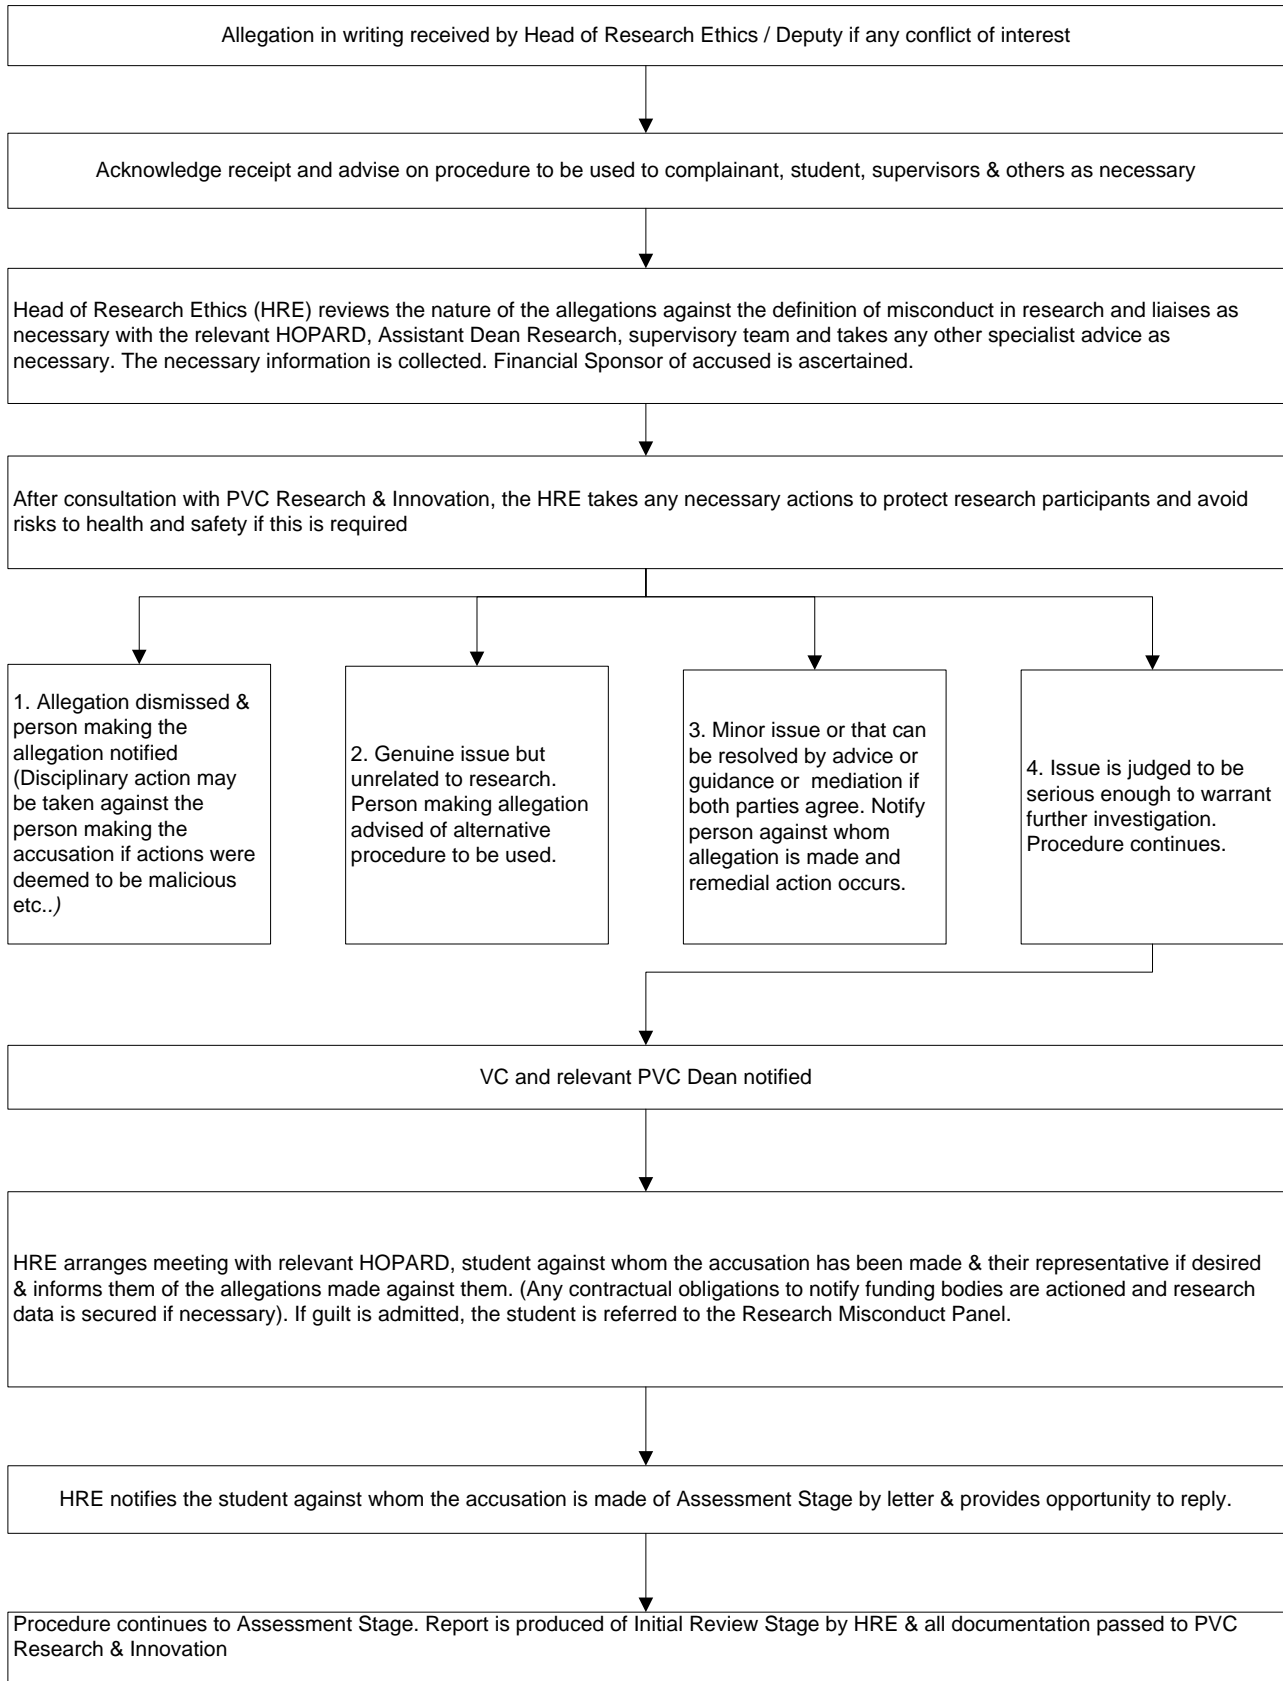 Allegation in writing received by Head of Research Ethics / Deputy if any conflict of interest
Acknowledge receipt and advise on procedure to be used to complainant, student, supervisors & others as necessary
Head of Research Ethics (HRE) reviews the nature of the allegations against the definition of misconduct in research and liaises as
necessary with the relevant HOPARD, Assistant Dean Research, supervisory team and takes any other specialist advice as
necessary. The necessary information is collected. Financial Sponsor of accused is ascertained.
After consultation with PVC Research & Innovation, the HRE takes any necessary actions to protect research participants and avoid
risks to health and safety if this is required
1. Allegation dismissed &
person making the
allegation notified
(Disciplinary action may
be taken against the
person making the
accusation if actions were
deemed to be malicious
etc..)
2. Genuine issue but
unrelated to research.
Person making allegation
advised of alternative
procedure to be used.
3. Minor issue or that can
be resolved by advice or
guidance or mediation if
both parties agree. Notify
person against whom
allegation is made and
remedial action occurs.
4. Issue is judged to be
serious enough to warrant
further investigation.
Procedure continues.
VC and relevant PVC Dean notified
HRE arranges meeting with relevant HOPARD, student against whom the accusation has been made & their representative if desired
& informs them of the allegations made against them. (Any contractual obligations to notify funding bodies are actioned and research
data is secured if necessary). If guilt is admitted, the student is referred to the Research Misconduct Panel.
HRE notifies the student against whom the accusation is made of Assessment Stage by letter & provides opportunity to reply.
Procedure continues to Assessment Stage. Report is produced of Initial Review Stage by HRE & all documentation passed to PVC
Research & Innovation